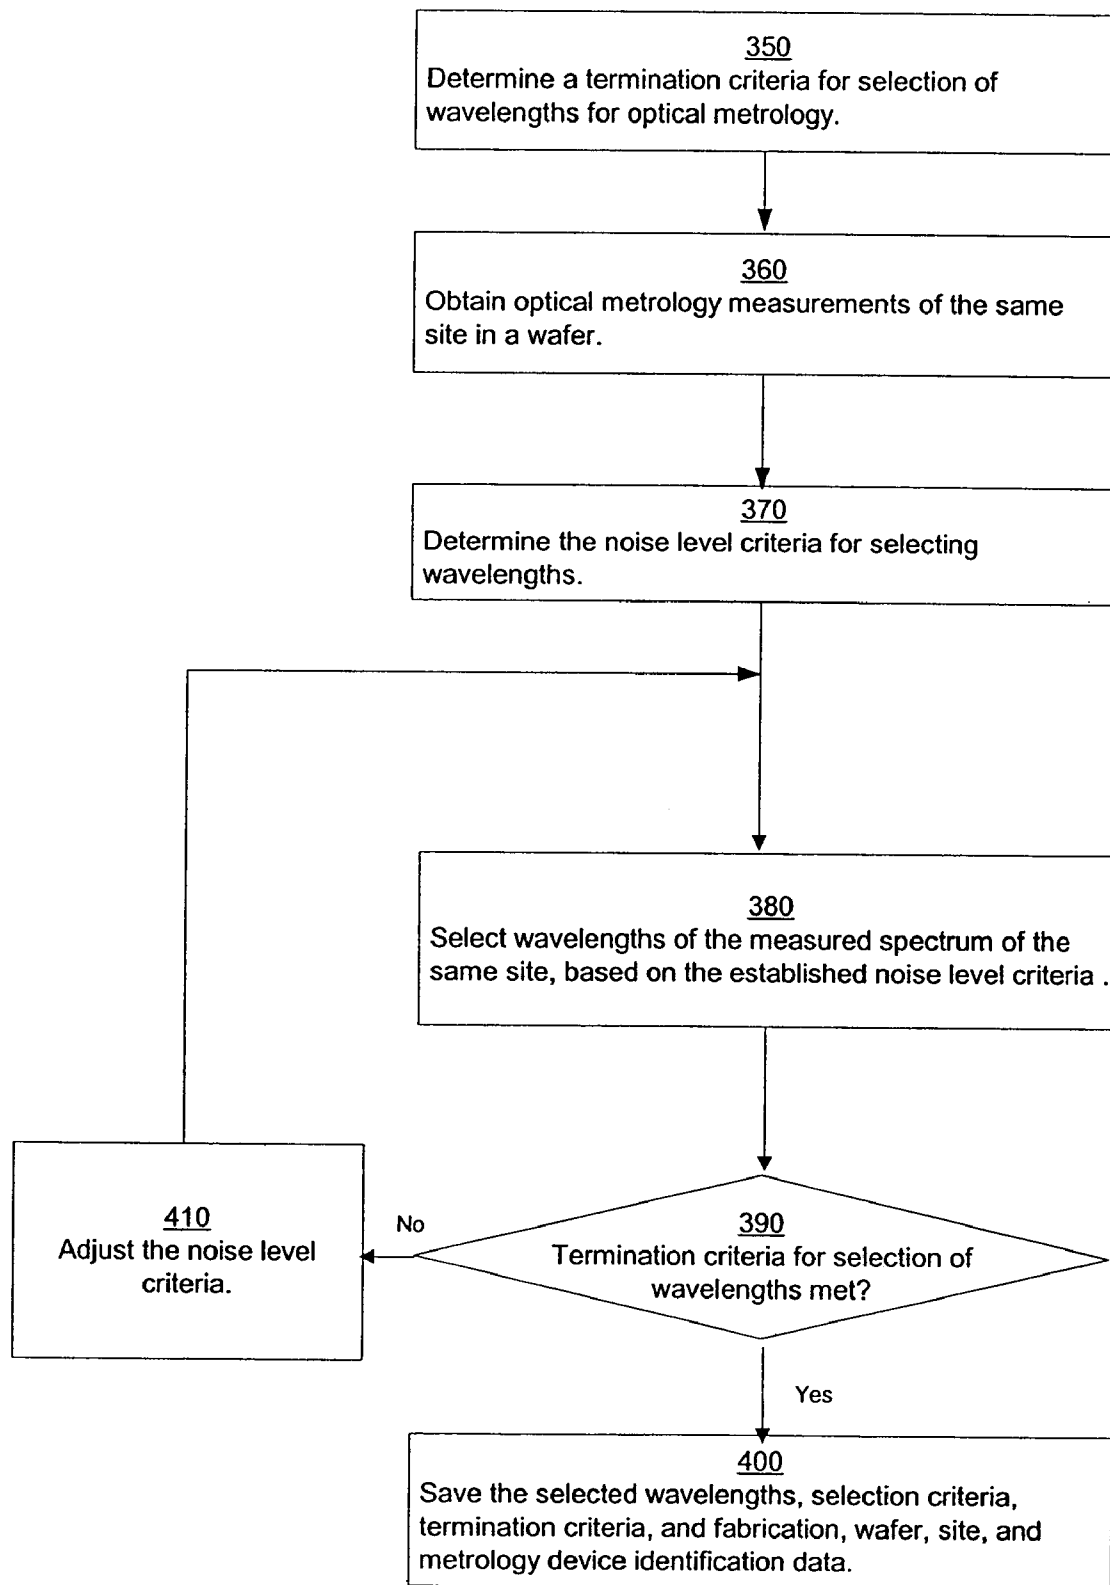 350
Determine a termination criteria for selection of
wavelengths for optical metrology.
360
Obtain optical metrology measurements of the same
site in a wafer.
370
Determine the noise level criteria for selecting
wavelengths.
380
Select wavelengths of the measured spectrum of the
same site, based on the established noise level criteria .
390
Termination criteria for selection of
wavelengths met?
No
410
Adjust the noise level
criteria.
Yes
400
Save the selected wavelengths, selection criteria,
termination criteria, and fabrication, wafer, site, and
metrology device identification data.